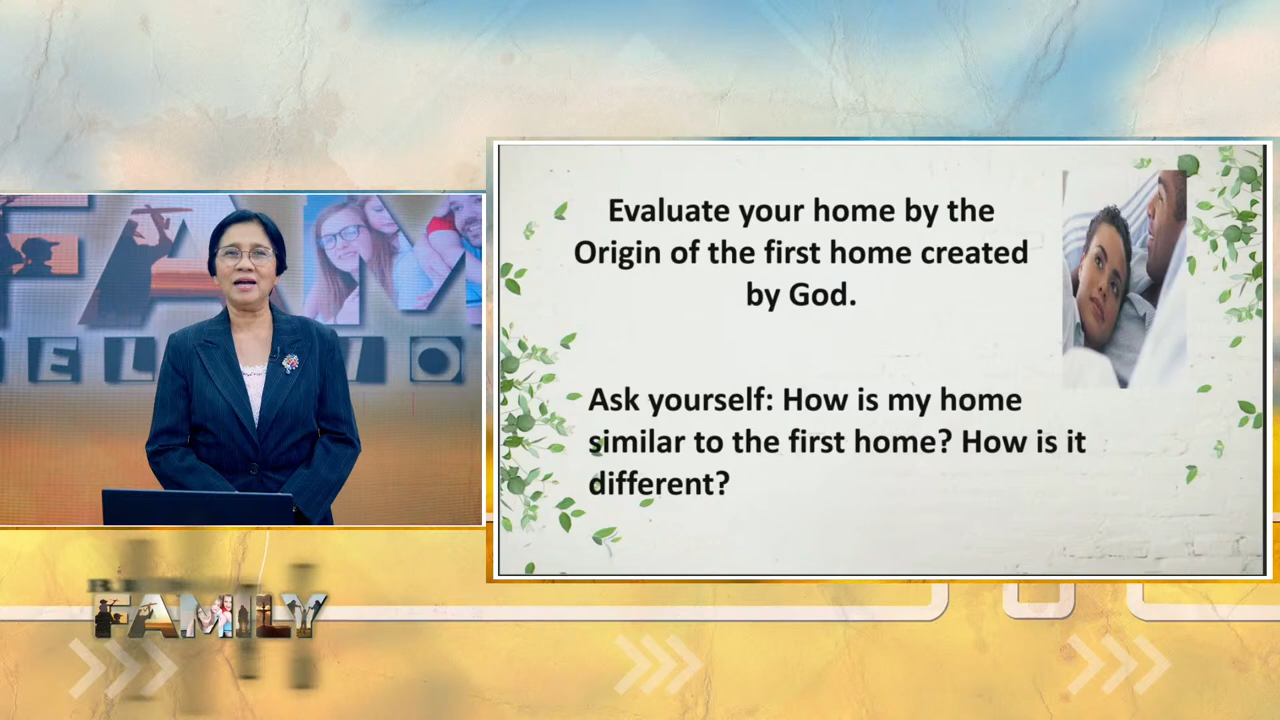 Evaluate your home by the
Origin of the first home created
by God.
Ask yourself: How is my home
similar to the first home? How is it
different?
FAM
FAMILY